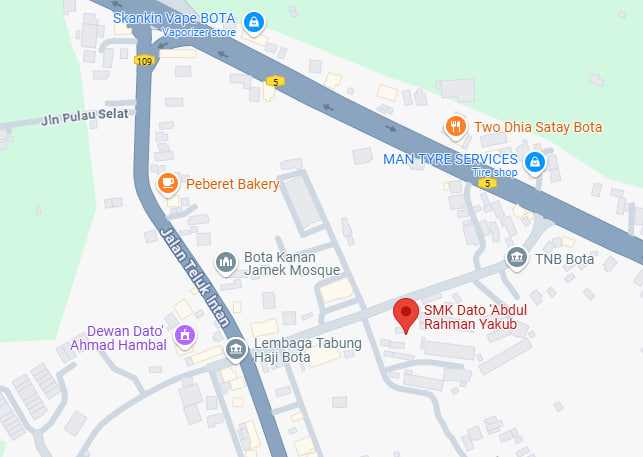 Skankin Vape BOTA
Vaporizer store
109
5
Jln Pulau Selat
Two Dhia Satay Bota
MAN TYRE SERVICES
Tire shop
5
Peberet Bakery
Jalan Teluk Intan
Bota Kanan
Jamek Mosque
TNB Bota
SMK Dato 'Abdul
Rahman Yakub
Dewan Dato'
Ahmad Hambal
Lembaga Tabung
Haji Bota